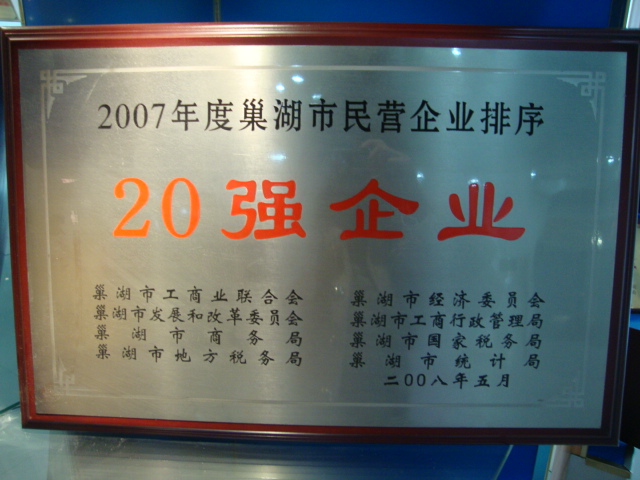 2007年度巢湖市民营企业排序
20强企业
巢湖市工商业联合会
巢湖市发展和改革委员会
巢湖市商务局
巢湖市地方税务局
巢湖市经济委员会
巢湖市工商行政管理局
巢湖市国家税务局
巢湖市统计局
二00八年五月